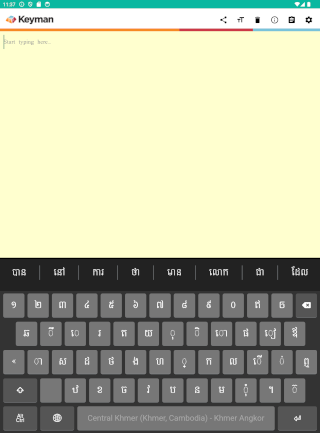 11:07
Keyman
Start typing here...
បាន នៅ ការ ថា មាន លោក ជា ដែល
១ ២ ៣ ៤ ៥ ៦ ៧ ៨ ៩ ០ ឥ ឲ
ឆ ឹ េ រ ត យ ុ ិ ោ ផ ៀ ឪ
« ា ស ដ ថ ង ហ ្ ក ល ើ ់ ឮ
ឋ ខ ច វ ប ន ម ុំ ។ ៊
Central Khmer (Khmer, Cambodia) - Khmer Angkor